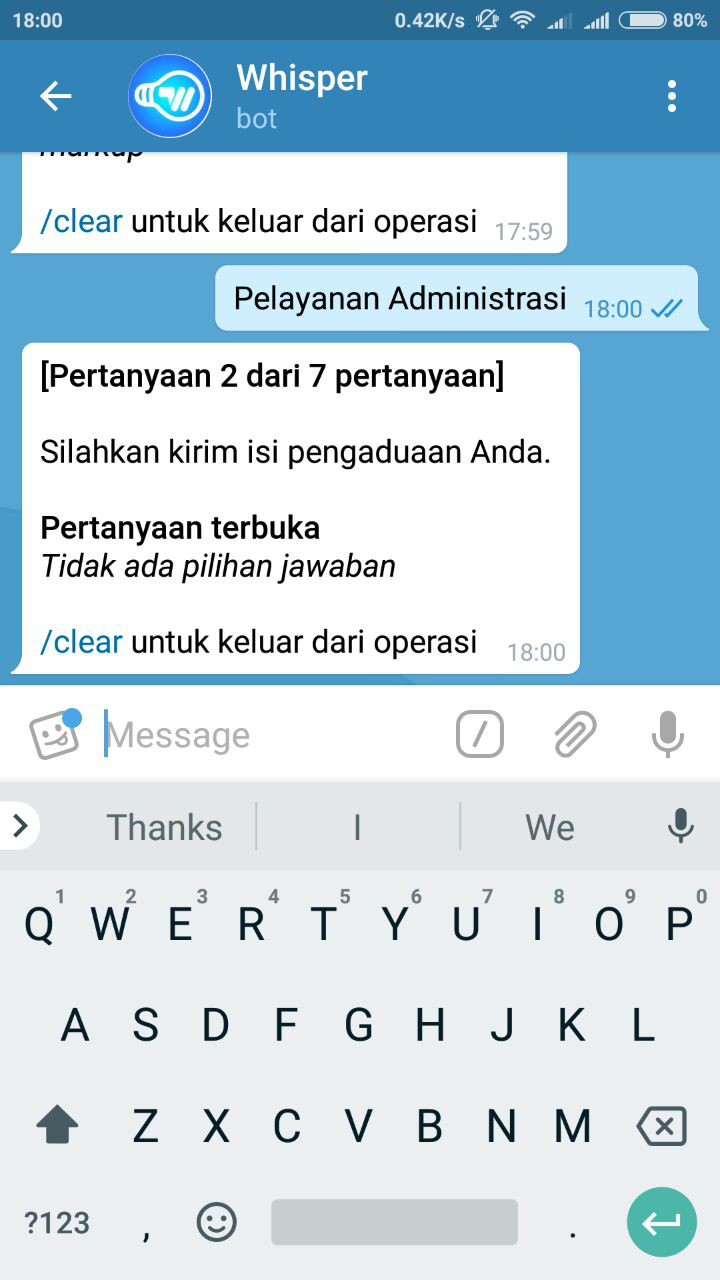 18:00 0.42K/s 80%
Whisper
bot
markup
/clear untuk keluar dari operasi 17:59
Pelayanan Administrasi 18:00
[Pertanyaan 2 dari 7 pertanyaan]
Silahkan kirim isi pengaduaan Anda.
Pertanyaan terbuka
Tidak ada pilihan jawaban
/clear untuk keluar dari operasi 18:00
Message
Thanks I We
1 2 3 4 5 6 7 8 9 0
Q W E R T Y U I O P
A S D F G H J K L
Z X C V B N M
?123 , .